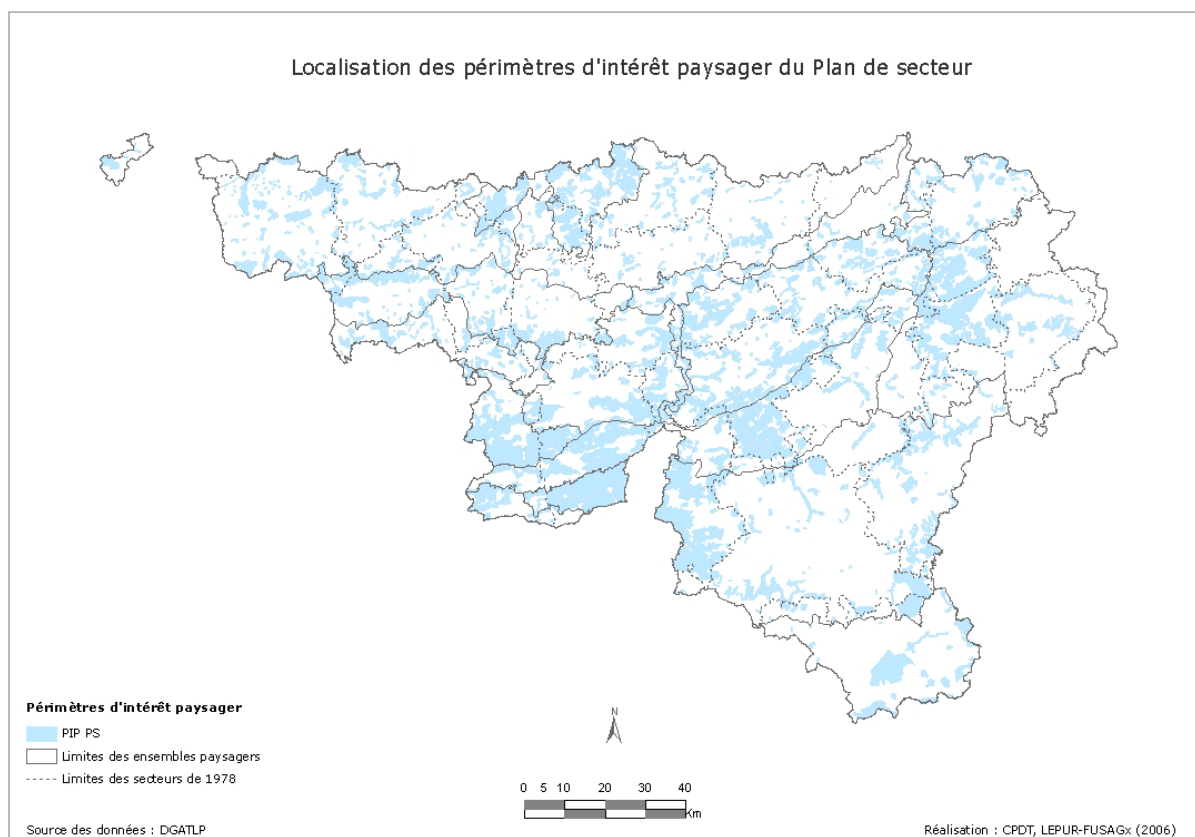 Localisation des périmètres d'intérêt paysager du Plan de secteur
Périmètres d'intérêt paysager
PIP PS
Limites des ensembles paysagers
Limites des secteurs de 1978
N
0 5 10 20 30 40
Km
Source des données : DGATLP
Réalisation : CPDT, LEPUR-FUSAGx (2006)